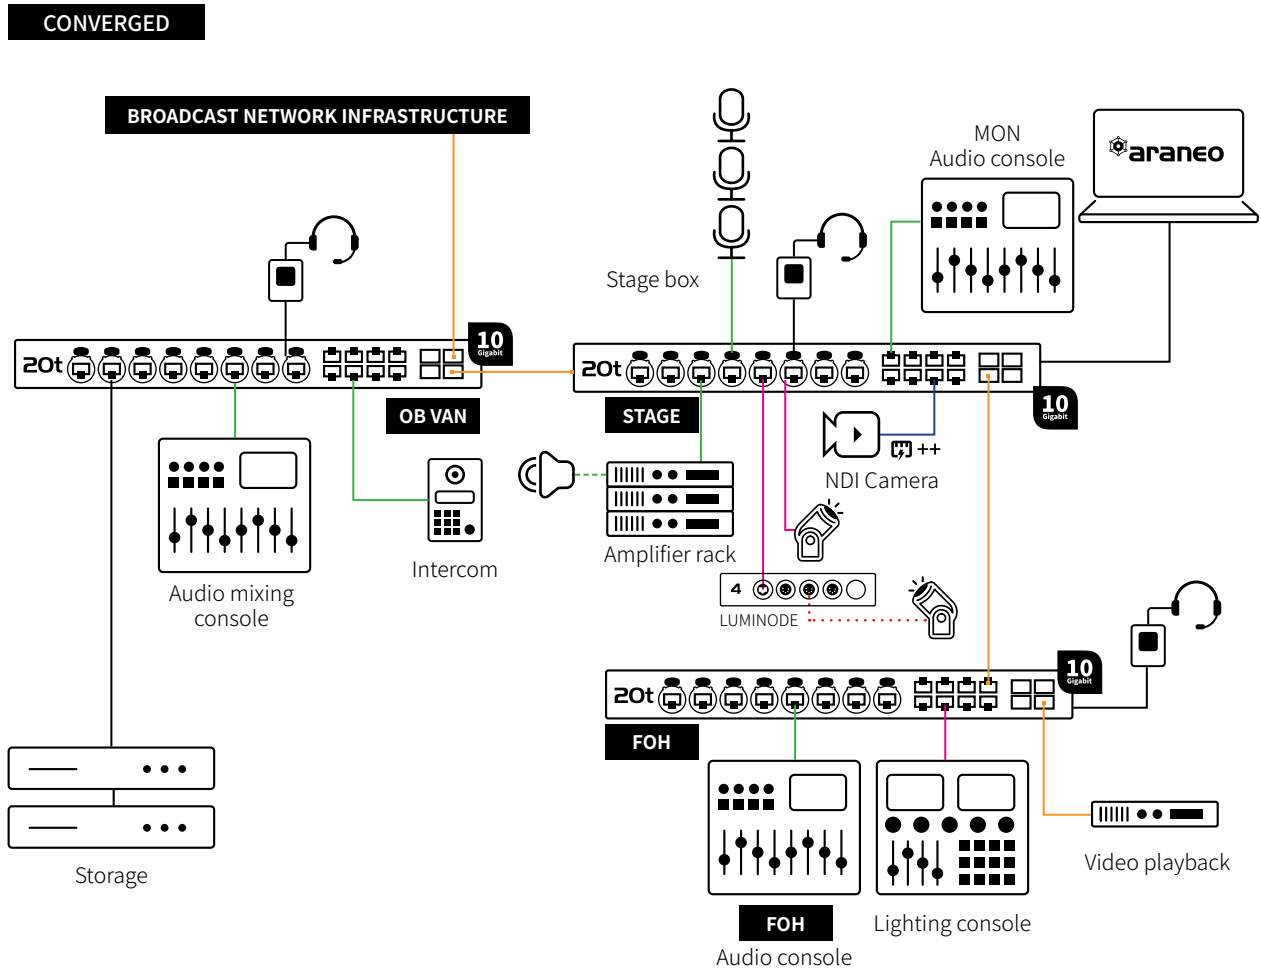 CONVERGED
BROADCAST NETWORK INFRASTRUCTURE
MON
Audio console
araneo
Stage box
10
Gigabit
20t
20t
OB VAN
STAGE
10
Gigabit
++
NDI Camera
Amplifier rack
Intercom
Audio mixing
console
4
LUMINODE
10
Gigabit
20t
FOH
Video playback
Storage
FOH
Audio console
Lighting console